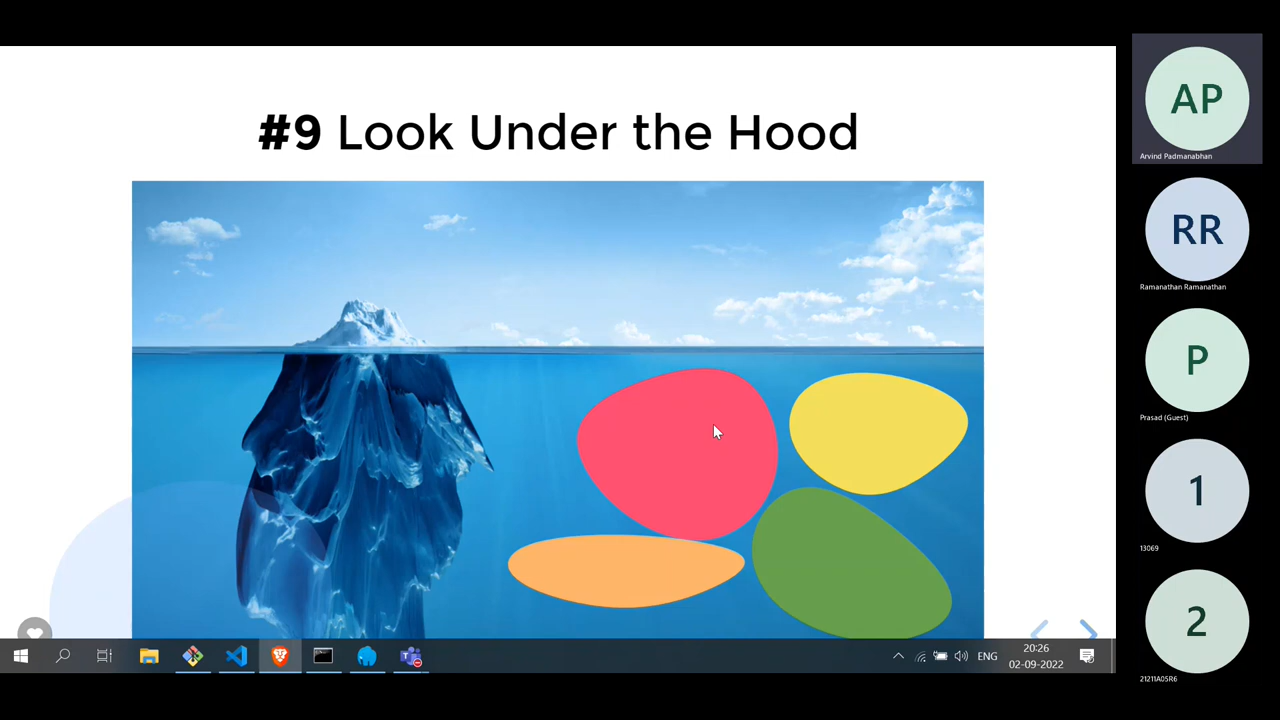 #9 Look Under the Hood
AP
Arvind Padmanabhan
RR
Ramanathan Ramanathan
P
Prasad (Guest)
1
13069
2
21211A05R6
ENG
20:26
02-09-2022